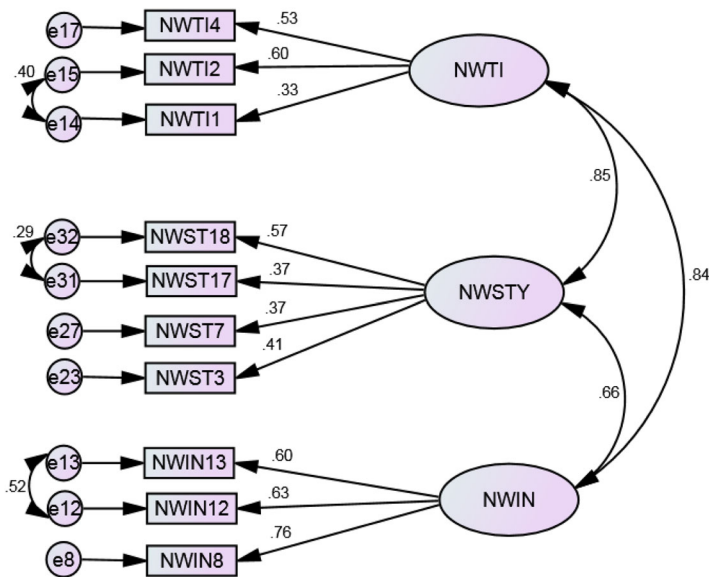 e17 NWTI4 .53
.40 e15 NWTI2 .60 NWTI
e14 NWTI1 .33
.85
.29 e32 NWST18 .57
e31 NWST17 .37 NWSTY
e27 NWST7 .37
e23 NWST3 .41
.84
.66
e13 NWIN13 .60
.52 e12 NWIN12 .63 NWIN
e8 NWIN8 .76